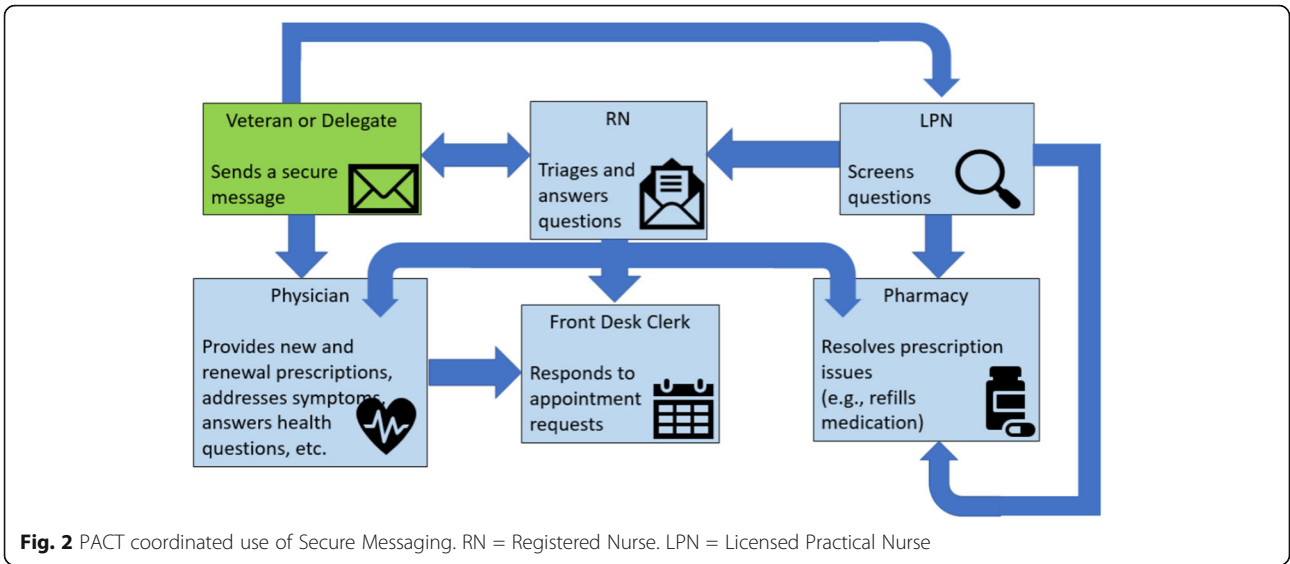 Veteran or Delegate
Sends a secure
message
RN
Triages and
answers
questions
LPN
Screens
questions
Physician
Provides new and
renewal prescriptions,
addresses symptoms,
answers health
questions, etc.
Front Desk Clerk
Responds to
appointment
requests
Pharmacy
Resolves prescription
issues
(e.g., refills
medication)
Fig. 2 PACT coordinated use of Secure Messaging. RN = Registered Nurse. LPN = Licensed Practical Nurse